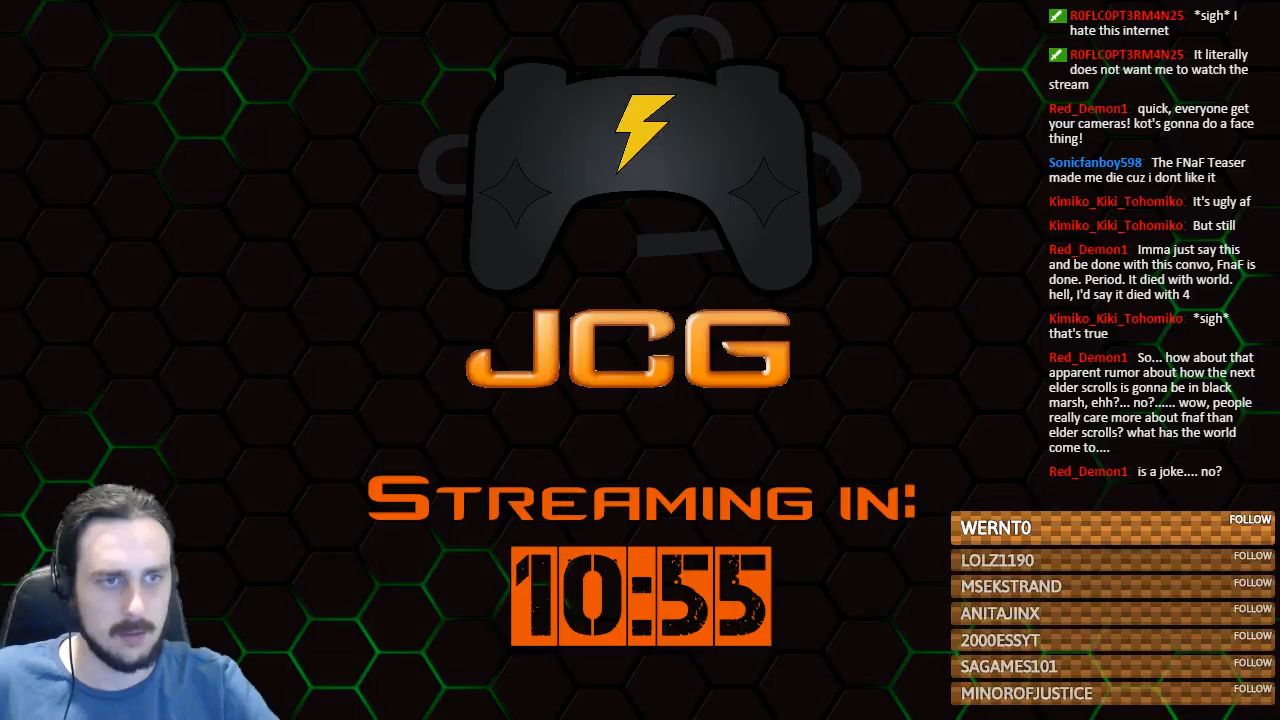 R0FLC0PT3RM4N25: *sigh* I
hate this internet
R0FLC0PT3RM4N25: It literally
does not want me to watch the
stream
Red_Demon1: quick, everyone get
your cameras! kot's gonna do a face
thing!
Sonicfanboy598: The FNaF Teaser
made me die cuz i dont like it
Kimiko_Kiki_Tohomiko: It's ugly af
Kimiko_Kiki_Tohomiko: But still
Red_Demon1: Imma just say this
and be done with this convo, FnaF is
done. Period. It died with world.
hell, I'd say it died with 4
Kimiko_Kiki_Tohomiko: *sigh*
that's true
Red_Demon1: So... how about that
apparent rumor about how the next
elder scrolls is gonna be in black
marsh, ehh?... no?...... wow, people
really care more about fnaf than
elder scrolls? what has the world
come to....
Red_Demon1: is a joke.... no?
JCG
STREAMING IN:
10:55
WERNT0 FOLLOW
LOLZ1190 FOLLOW
MSEKSTRAND FOLLOW
ANITAJINX FOLLOW
2000ESSYT FOLLOW
SAGAMES101 FOLLOW
MINOROFJUSTICE FOLLOW